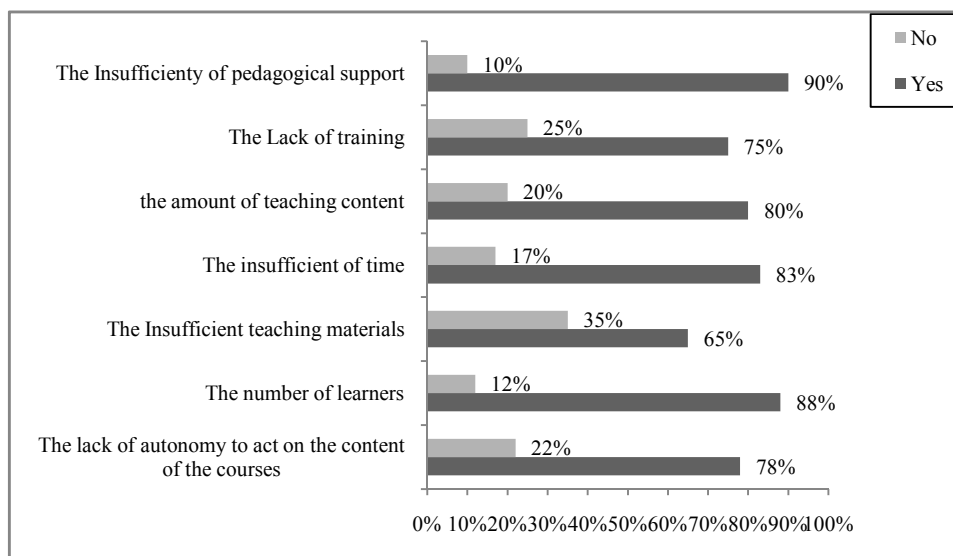 No
Yes
The Insufficienty of pedagogical support
10%
90%
The Lack of training
25%
75%
the amount of teaching content
20%
80%
The insufficient of time
17%
83%
The Insufficient teaching materials
35%
65%
The number of learners
12%
88%
The lack of autonomy to act on the content
of the courses
22%
78%
0% 10%20%30%40%50%60%70%80%90%100%